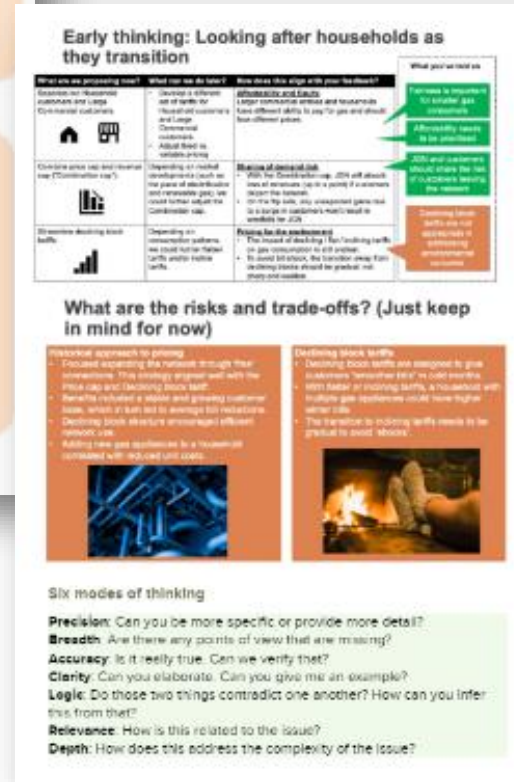 Early thinking: Looking after households as
they transition
What are we proposing now?
What can we do later?
How does this align with your feedback?
What you've told us
customers and Large
Commercial customers
Develop a different
set of tariffs for
Household customers
and Large
Commercial
customers
Adjust fixed vs
variable pricing
Affordability and Equity
Larger commercial entities and households
have different ability to pay for gas and should
face different prices
Fairness is important
for smaller gas
consumers
Affordability needs
to be prioritised
Combine price cap and revenue
cap ("Combination cap")
Depending on market
developments (such as
the pace of electrification
and renewable gas), we
could further adjust the
Combination cap.
Sharing of demand risk
With the Combination cap, JGN will absorb
loss of revenues (up to a point) if customers
depart the network
On the flip side, any unexpected gains due
to a surge in customers won't result in
windfalls for JGN
JGN and customers
should share the risk
of customers leaving
the network
Streamline declining block
tariffs
Depending on
consumption patterns
we could further flatten
tariffs
Pricing for the environment
The impact of declining / flat / inclining tariffs
on gas consumption is still unclear
To avoid bill shock, the transition away from
declining blocks should be gradual, not
sharp and sudden
Declining block
tariffs are not
appropriate in
addressing
environmental
concerns
What are the risks and trade-offs? (Just keep
in mind for now)
Historical approach to pricing
Focused expanding the network through
connections. This strategy aligned well with the
Price cap and Declining block tariff
Benefits included a stable and growing customer
base, which in turn led to average bill reductions
Declining block structure encouraged efficient
network use
Adding new gas appliances to a household
correlated with reduced unit costs.
Declining block tariffs
Declining block tariffs are designed to give
customers "smoother bills" in cold months
With flatter or inclining tariffs, a household with
multiple gas appliances could have higher
winter bills
The transition to inclining tariffs needs to be
gradual to avoid 'shocks'.
Six modes of thinking
Precision: Can you be more specific or provide more detail?
Breadth: Are there any points of view that are missing?
Accuracy: Is it really true. Can we verify that?
Clarity: Can you elaborate. Can you give me an example?
Logic: Do those two things contradict one another? How can you infer
this from that?
Relevance: How is this related to the issue?
Depth: How does this address the complexity of the issue?